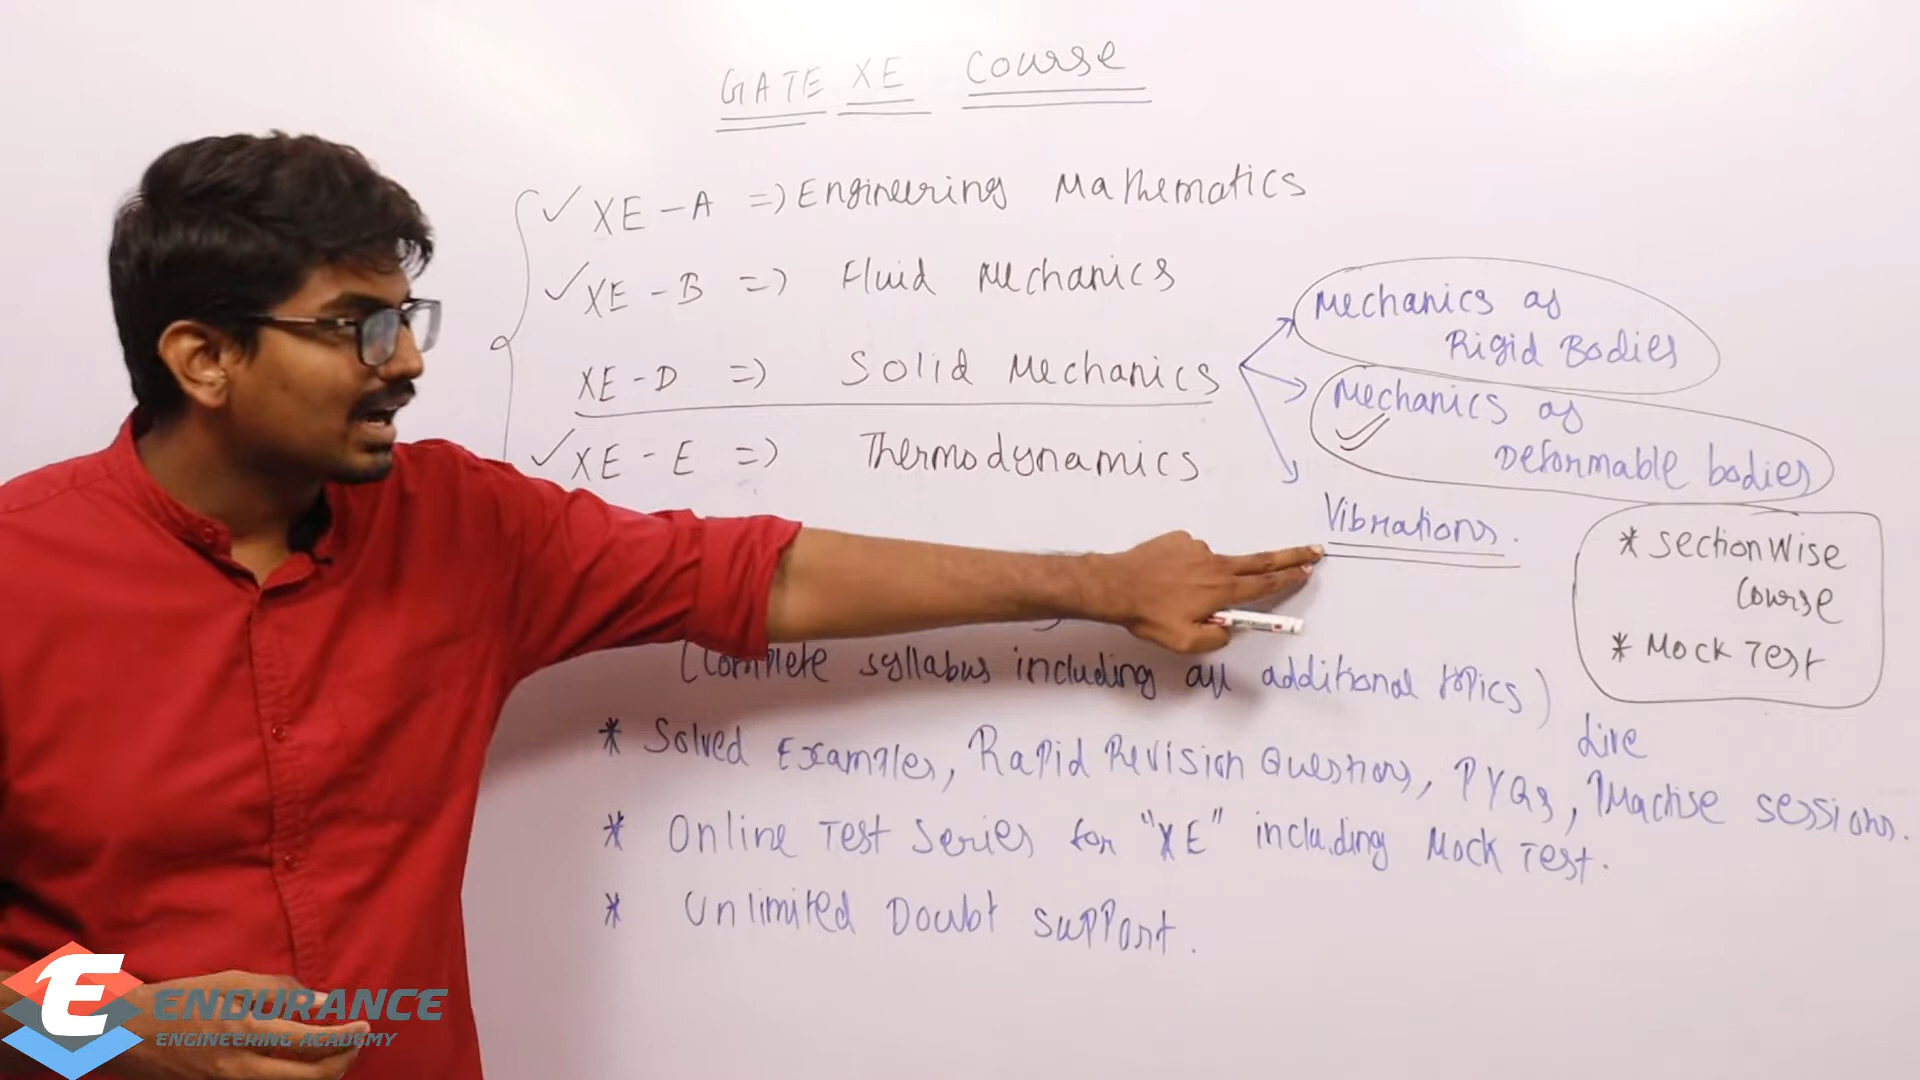 GATE XE Course
✓ XE - A => Engineering Mathematics
✓ XE - B => Fluid Mechanics
XE - D => Solid Mechanics
✓ XE - E => Thermodynamics
Mechanics of
Rigid Bodies
Mechanics of
Deformable bodies
Vibrations.
* Section Wise
Course
* Mock Test
(Complete syllabus including all additional topics)
* Solved Examples, Rapid Revision Questions, PYQs, Live Practise sessions.
* Online Test Series for "XE" including Mock Test.
* Unlimited Doubt Support.
E ENDURANCE
ENGINEERING ACADEMY